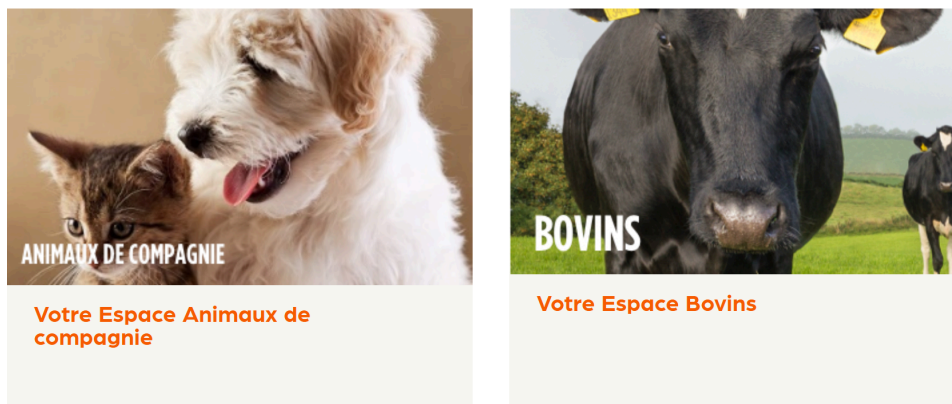 ANIMAUX DE COMPAGNIE
Votre Espace Animaux de
compagnie
BOVINS
Votre Espace Bovins